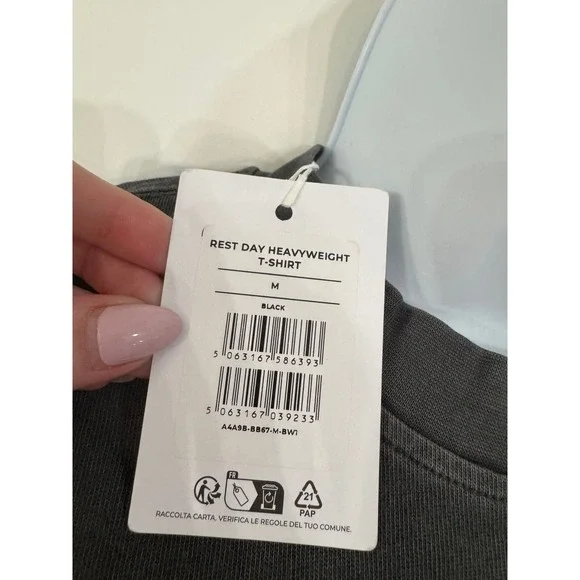 REST DAY HEAVYWEIGHT
T-SHIRT
M
BLACK
5 063167 586393
5 063167 039233
A4A9B-BB67-M-BW1
FR
21
PAP
RACCOLTA CARTA. VERIFICA LE REGOLE DEL TUO COMUNE.